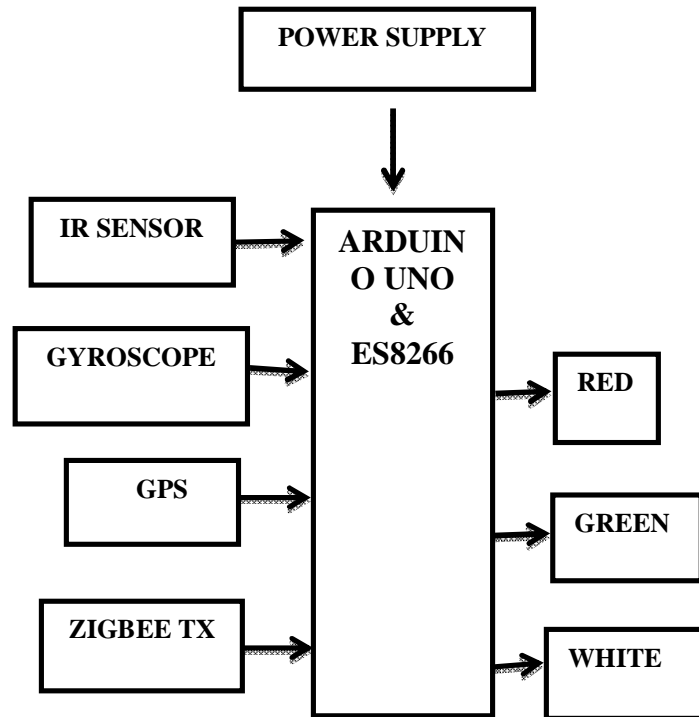 POWER SUPPLY
IR SENSOR
GYROSCOPE
GPS
ZIGBEE TX
ARDUIN
O UNO
&
ES8266
RED
GREEN
WHITE